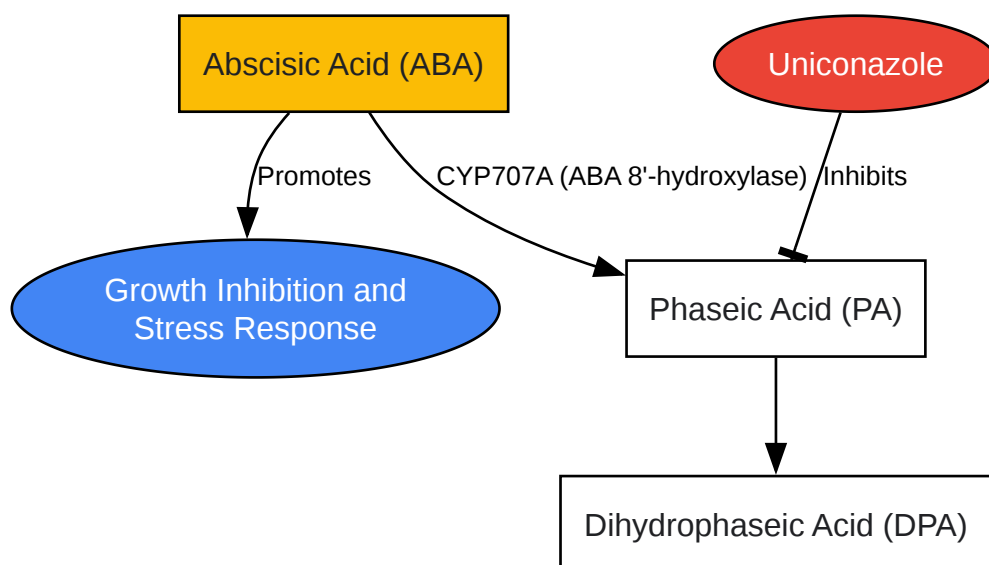 Abscisic Acid (ABA)
Uniconazole
Promotes
CYP707A (ABA 8'-hydroxylase)
Inhibits
Growth Inhibition and
Stress Response
Phaseic Acid (PA)
Dihydrophaseic Acid (DPA)